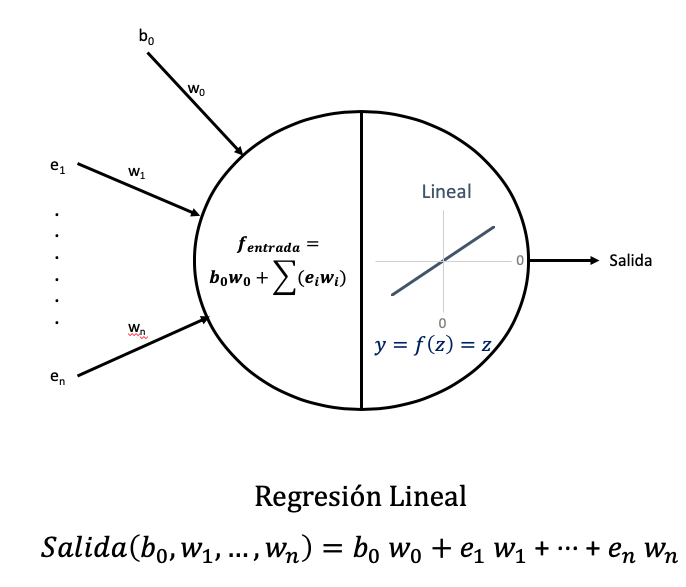 b₀
w₀
e₁
w₁
Lineal
f_entrada =
b₀w₀ + ∑(eᵢwᵢ)
0
Salida
0
y = f(z) = z
wₙ
eₙ
Regresión Lineal
Salida(b₀, w₁, ..., wₙ) = b₀ w₀ + e₁ w₁ + ⋯ + eₙ wₙ